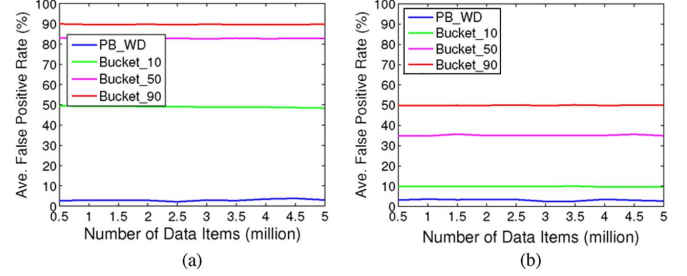 Ave. False Positive Rate (%)
100
90
80
70
60
50
40
30
20
10
0
PB_WD
Bucket_10
Bucket_50
Bucket_90
0.5 1 1.5 2 2.5 3 3.5 4 4.5 5
Number of Data Items (million)
(a)
Ave. False Positive Rate (%)
100
90
80
70
60
50
40
30
20
10
0
PB_WD
Bucket_10
Bucket_50
Bucket_90
0.5 1 1.5 2 2.5 3 3.5 4 4.5 5
Number of Data Items (million)
(b)